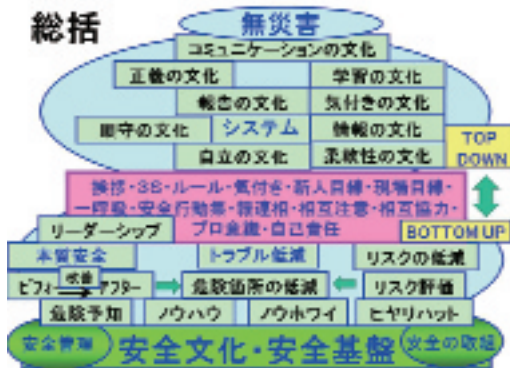 総括
無災害
コミュニケーションの文化
正義の文化 学習の文化
報告の文化 気付きの文化
順守の文化 システム 情報の文化
自立の文化 柔軟性の文化
TOP
DOWN
挨拶・3S・ルール・気付き・新人目標・現場目標・
一呼吸・安全行動集・報連相・相互注意・相互協力・
プロ意識・自己責任
リーダーシップ BOTTOM UP
本質安全 トラブル低減 リスクの低減
改善
ビフォー アフター 危険箇所の低減 リスク評価
危険予知 ノウハウ ノウホワイ ヒヤリハット
安全管理 安全文化・安全基盤 安全の取組